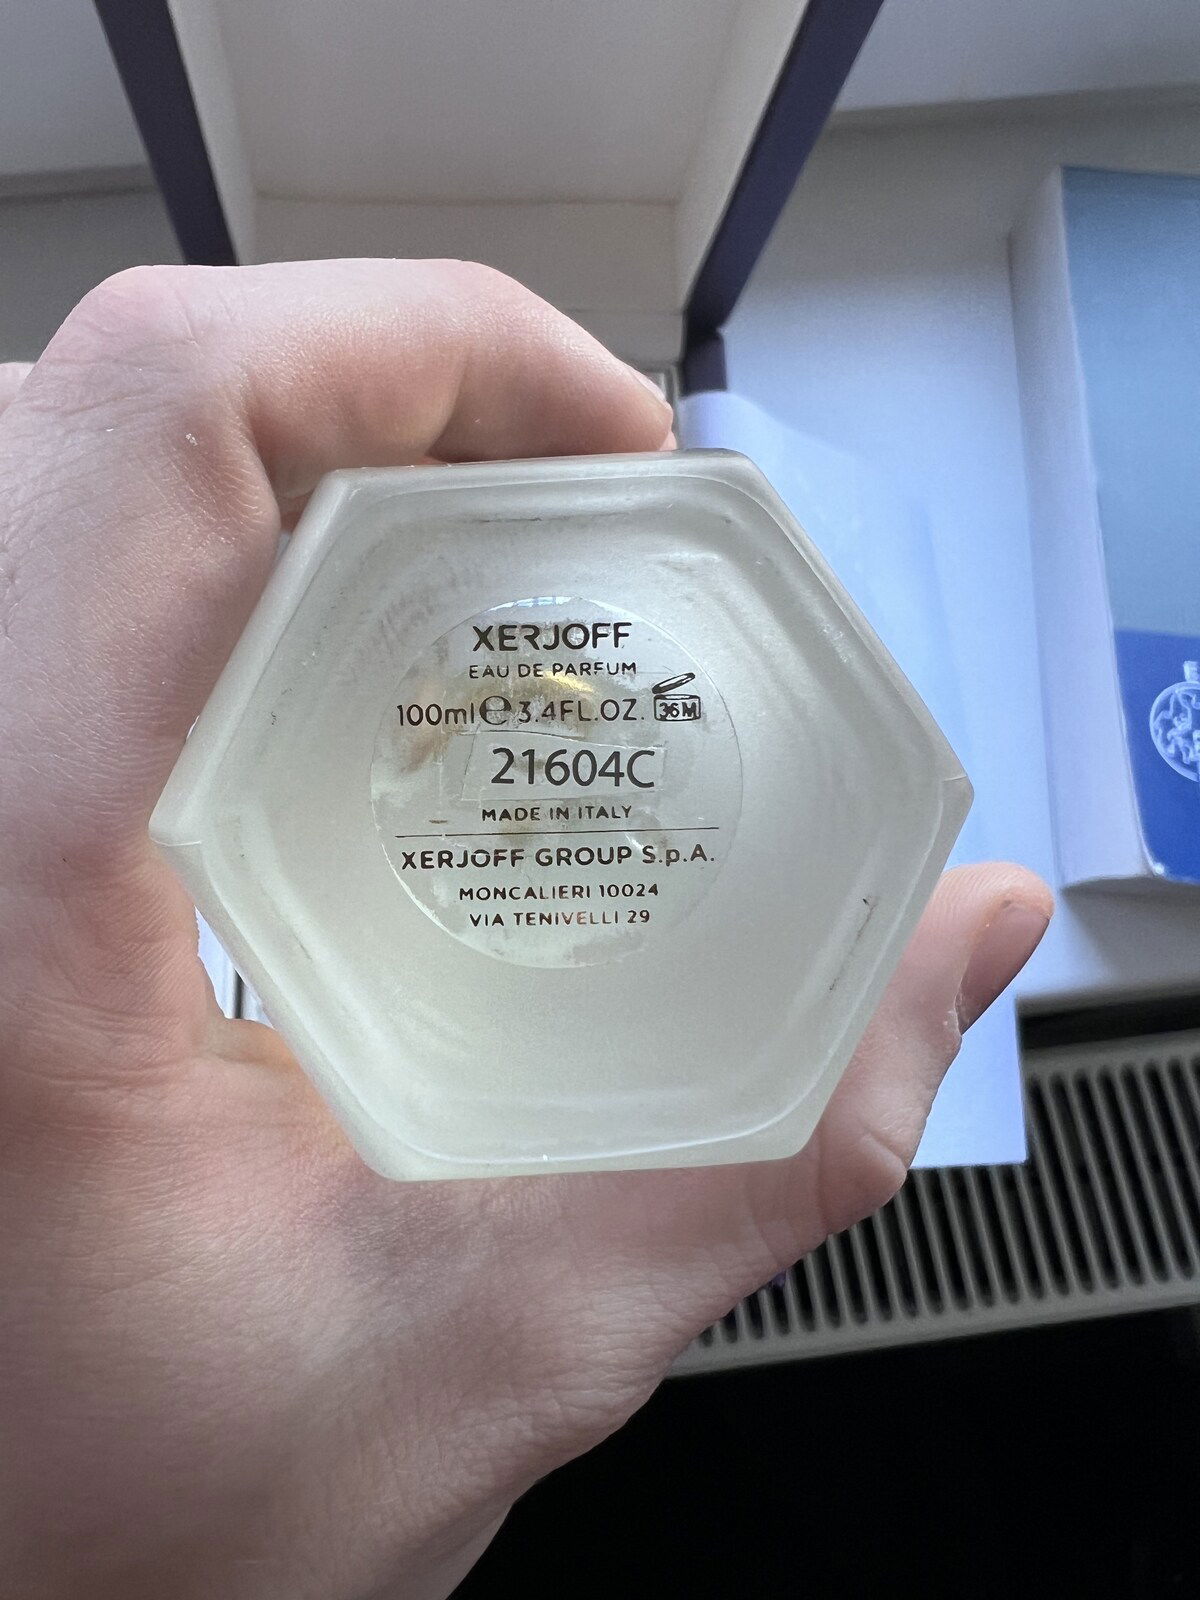 XERJOFF
EAU DE PARFUM
100ml℮3.4FL.OZ. 36M
21604C
MADE IN ITALY
XERJOFF GROUP S.p.A.
MONCALIERI 10024
VIA TENIVELLI 29